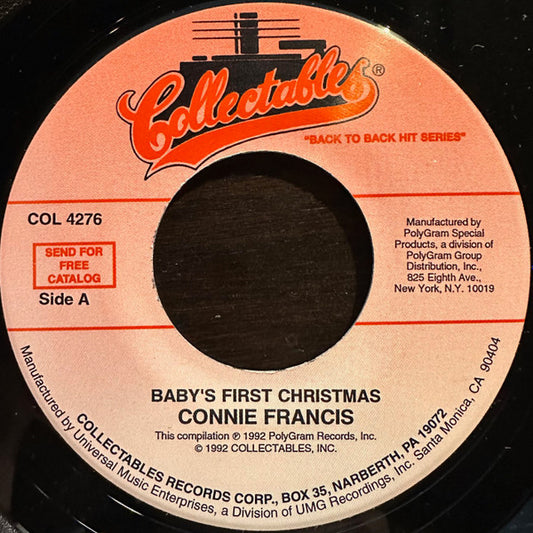 Collectables®
"BACK TO BACK HIT SERIES"
COL 4276
SEND FOR
FREE
CATALOG
Side A
Manufactured by
PolyGram Special
Products, a division of
PolyGram Group
Distribution, Inc.,
825 Eighth Ave.,
New York, N.Y. 10019
BABY'S FIRST CHRISTMAS
CONNIE FRANCIS
This compilation ℗ 1992 PolyGram Records, Inc.
© 1992 COLLECTABLES, INC.
COLLECTABLES RECORDS CORP., BOX 35, NARBERTH, PA 19072
Manufactured by Universal Music Enterprises, a Division of UMG Recordings, Inc. Santa Monica, CA 90404